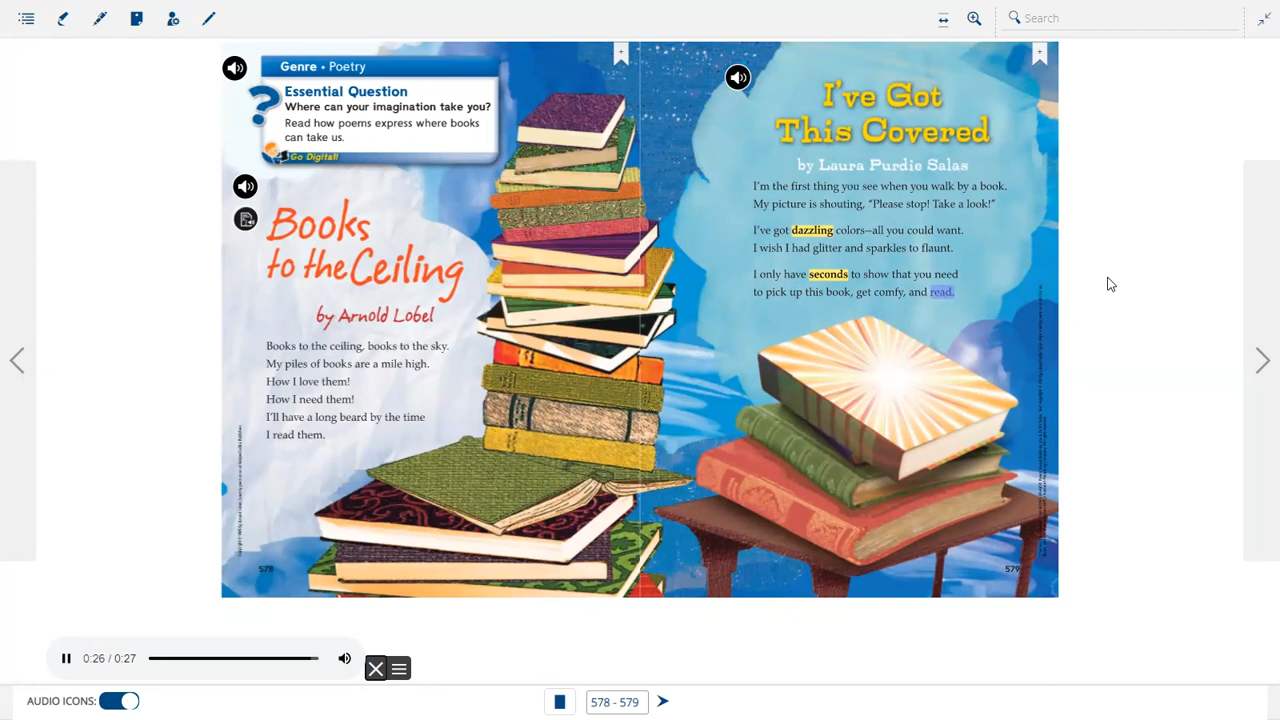 Search
Genre • Poetry
Essential Question
Where can your imagination take you?
Read how poems express where books
can take us.
Go Digital!
Books
to the Ceiling
by Arnold Lobel
Books to the ceiling, books to the sky.
My piles of books are a mile high.
How I love them!
How I need them!
I'll have a long beard by the time
I read them.
578
I've Got
This Covered
by Laura Purdie Salas
I'm the first thing you see when you walk by a book.
My picture is shouting, "Please stop! Take a look!"
I've got dazzling colors—all you could want.
I wish I had glitter and sparkles to flaunt.
I only have seconds to show that you need
to pick up this book, get comfy, and read.
579
0:26 / 0:27
AUDIO ICONS:
578 - 579